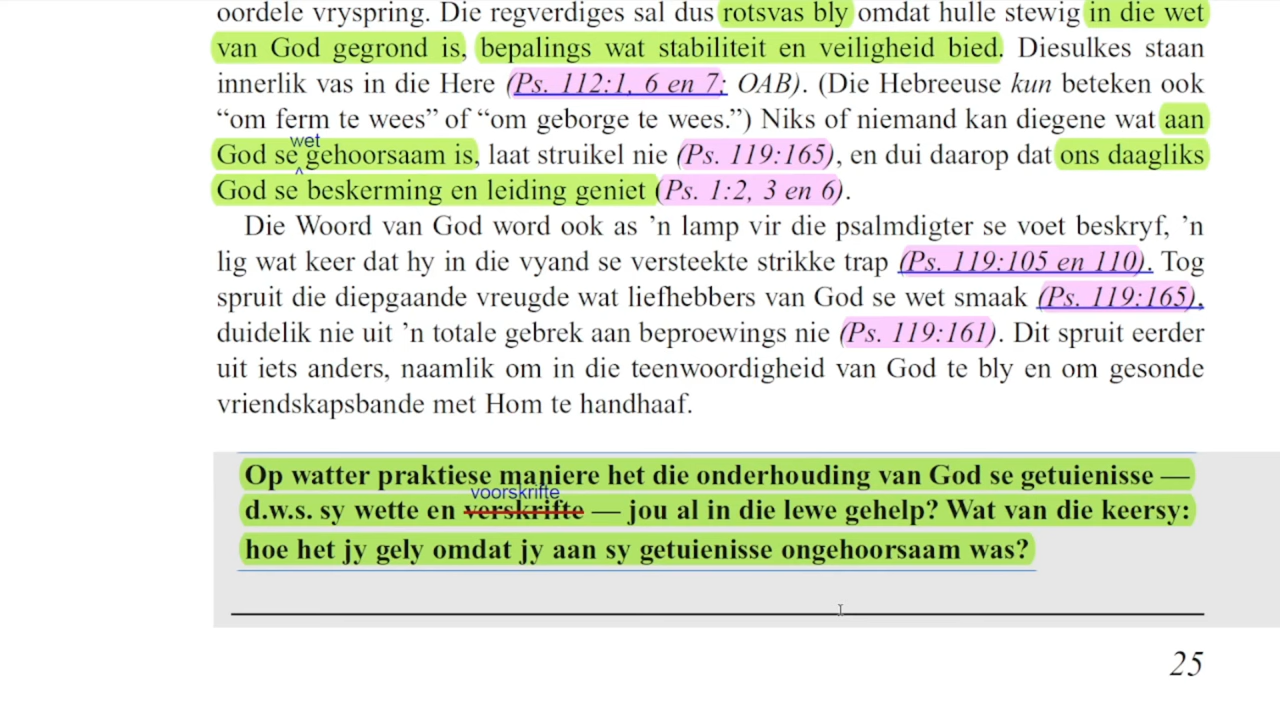 oordele vryspring. Die regverdiges sal dus rotsvas bly omdat hulle stewig in die wet
van God gegrond is, bepalings wat stabiliteit en veiligheid bied. Diesulkes staan
innerlik vas in die Here (Ps. 112:1, 6 en 7; OAB). (Die Hebreeuse kun beteken ook
“om ferm te wees” of “om geborge te wees.”) Niks of niemand kan diegene wat aan
wet
God se gehoorsaam is, laat struikel nie (Ps. 119:165), en dui daarop dat ons daagliks
God se beskerming en leiding geniet (Ps. 1:2, 3 en 6).
Die Woord van God word ook as ’n lamp vir die psalmdigter se voet beskryf, ’n
lig wat keer dat hy in die vyand se versteekte strikke trap (Ps. 119:105 en 110). Tog
spruit die diepgaande vreugde wat liefhebbers van God se wet smaak (Ps. 119:165),
duidelik nie uit ’n totale gebrek aan beproewings nie (Ps. 119:161). Dit spruit eerder
uit iets anders, naamlik om in die teenwoordigheid van God te bly en om gesonde
vriendskapsbande met Hom te handhaaf.
Op watter praktiese maniere het die onderhouding van God se getuienisse —
voorskrifte
d.w.s. sy wette en verskrifte — jou al in die lewe gehelp? Wat van die keersy:
hoe het jy gely omdat jy aan sy getuienisse ongehoorsaam was?
25